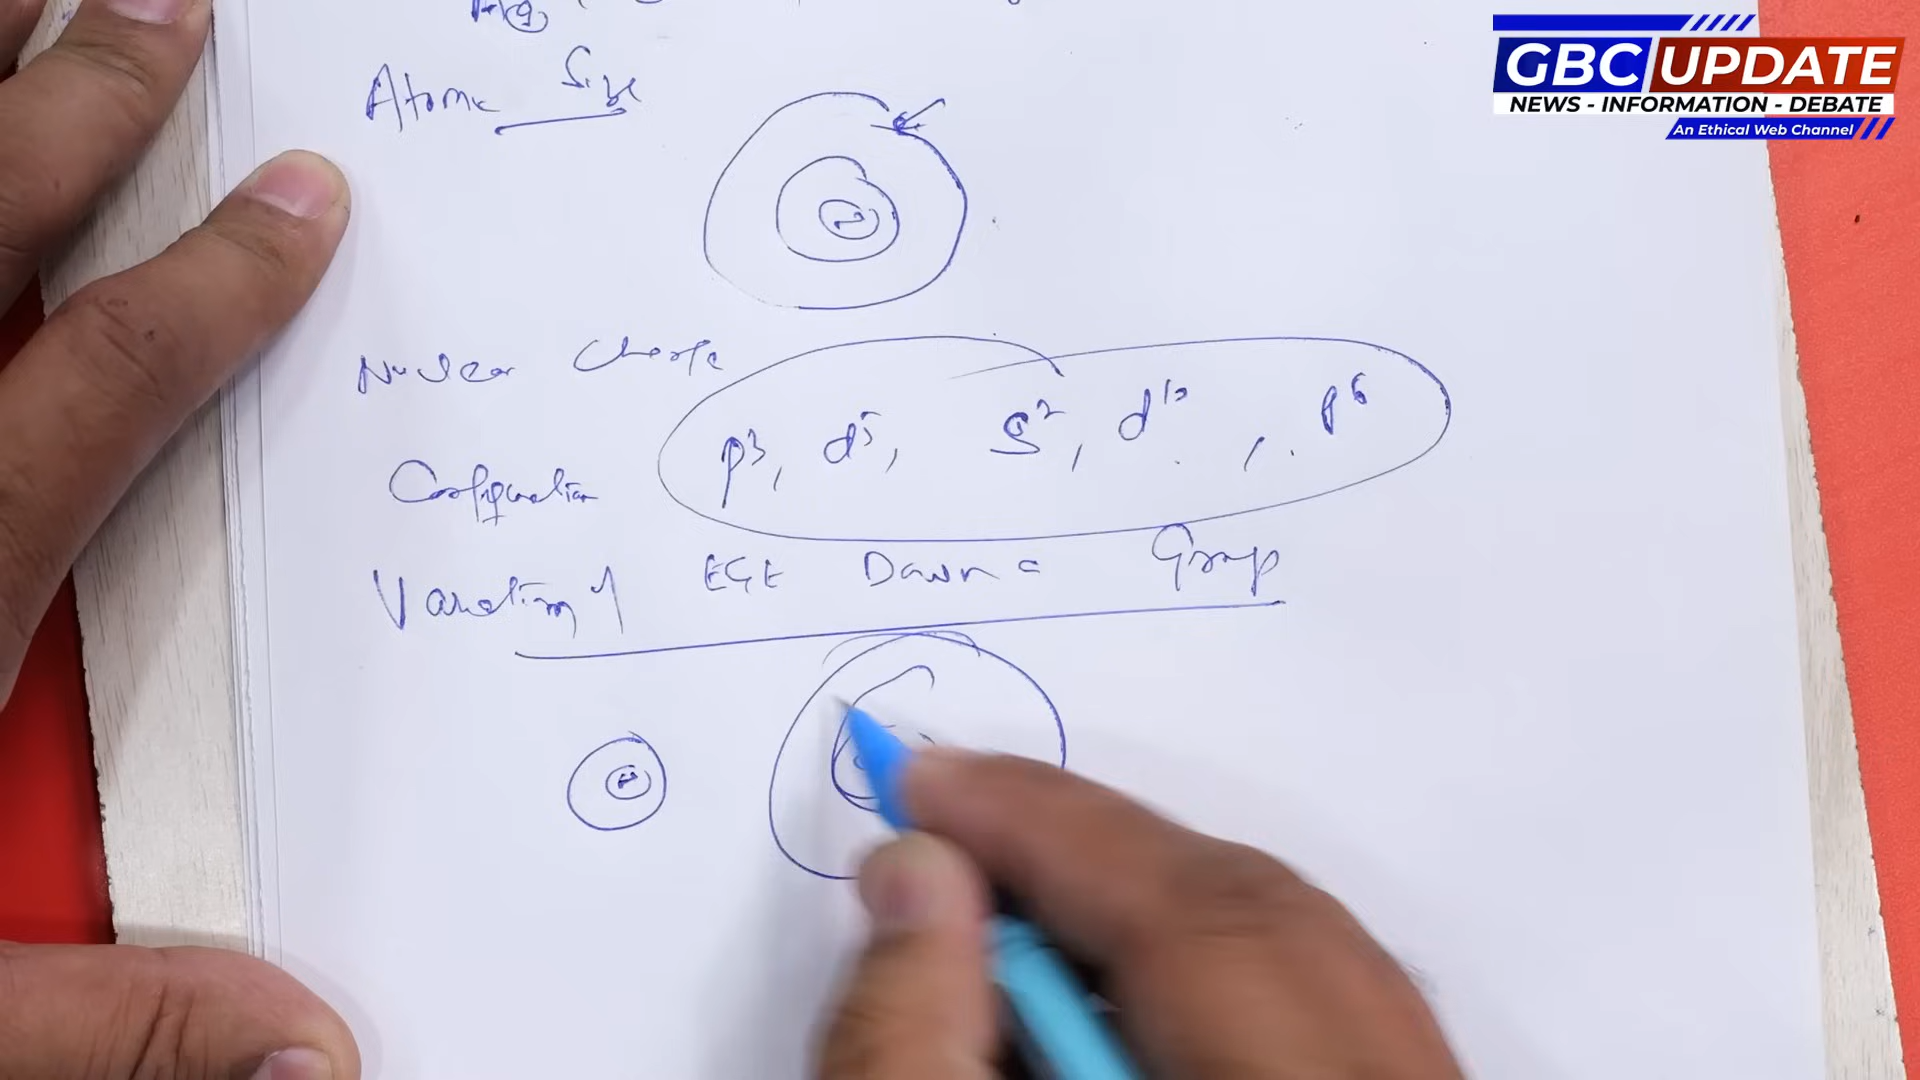 GBC UPDATE
NEWS - INFORMATION - DEBATE
An Ethical Web Channel
Atomic Size
Nuclear Charge
Configuration p³, d⁵, s², d¹⁰, p⁶
Variation of EGE Down a Group